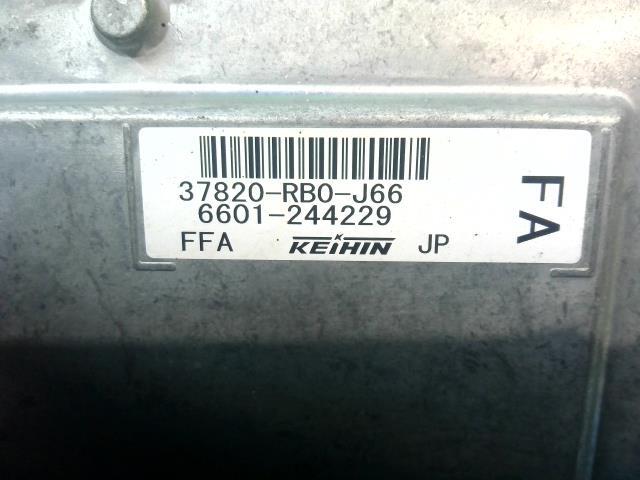 37820-RB0-J66
6601-244229
FFA KEIHIN JP
FA